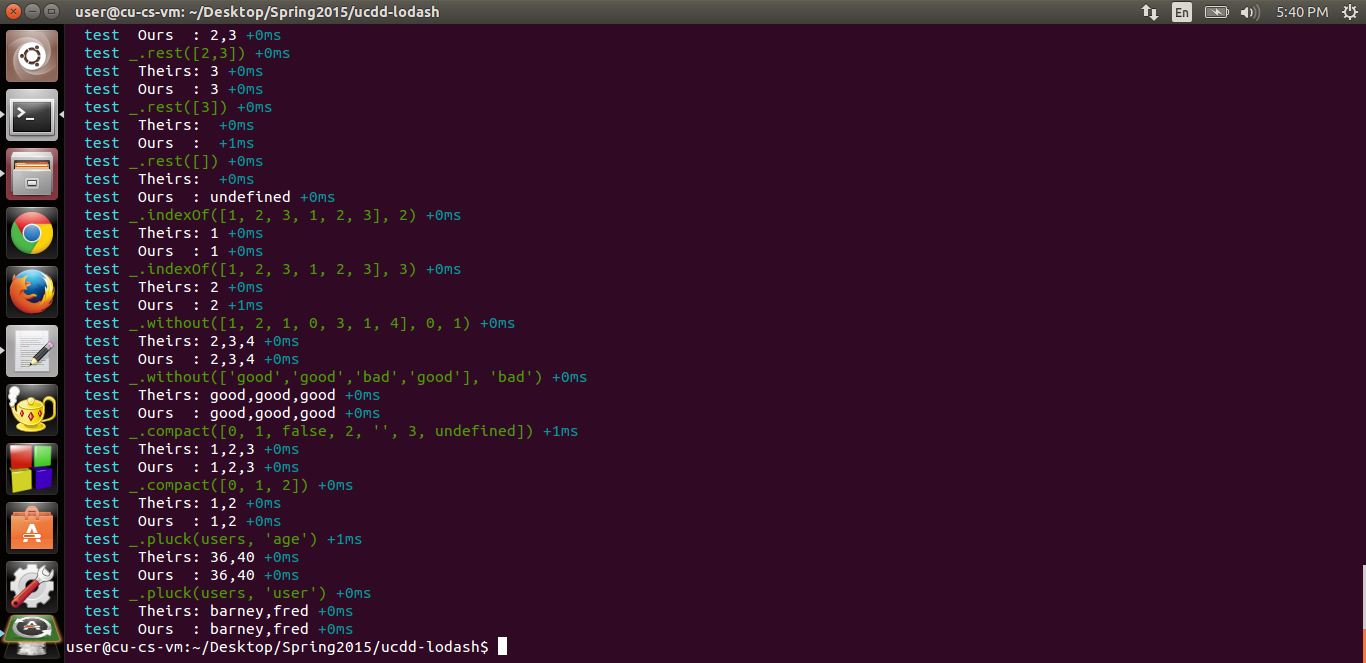 user@cu-cs-vm: ~/Desktop/Spring2015/ucdd-lodash En 5:40 PM
test Ours  : 2,3 +0ms
test _.rest([2,3]) +0ms
test Theirs: 3 +0ms
test Ours  : 3 +0ms
test _.rest([3]) +0ms
test Theirs:  +0ms
test Ours  :  +1ms
test _.rest([]) +0ms
test Theirs:  +0ms
test Ours  : undefined +0ms
test _.indexOf([1, 2, 3, 1, 2, 3], 2) +0ms
test Theirs: 1 +0ms
test Ours  : 1 +0ms
test _.indexOf([1, 2, 3, 1, 2, 3], 3) +0ms
test Theirs: 2 +0ms
test Ours  : 2 +1ms
test _.without([1, 2, 1, 0, 3, 1, 4], 0, 1) +0ms
test Theirs: 2,3,4 +0ms
test Ours  : 2,3,4 +0ms
test _.without(['good','good','bad','good'], 'bad') +0ms
test Theirs: good,good,good +0ms
test Ours  : good,good,good +0ms
test _.compact([0, 1, false, 2, '', 3, undefined]) +1ms
test Theirs: 1,2,3 +0ms
test Ours  : 1,2,3 +0ms
test _.compact([0, 1, 2]) +0ms
test Theirs: 1,2 +0ms
test Ours  : 1,2 +0ms
test _.pluck(users, 'age') +1ms
test Theirs: 36,40 +0ms
test Ours  : 36,40 +0ms
test _.pluck(users, 'user') +0ms
test Theirs: barney,fred +0ms
test Ours  : barney,fred +0ms
user@cu-cs-vm:~/Desktop/Spring2015/ucdd-lodash$